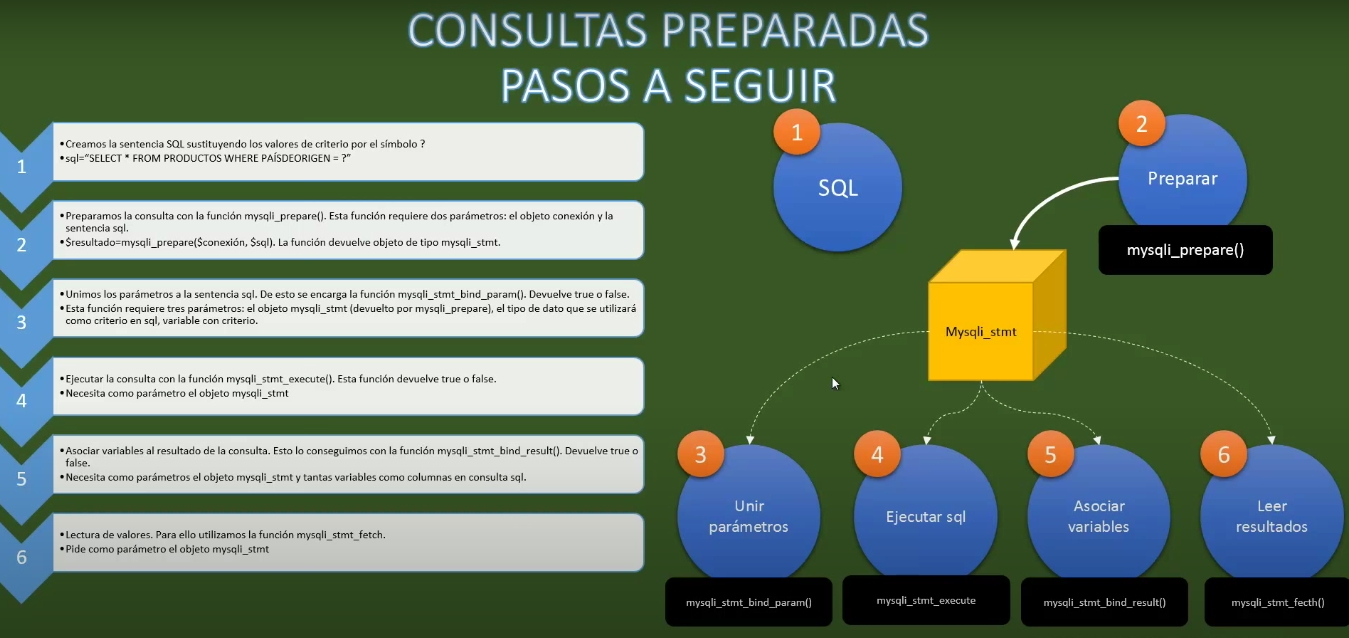 CONSULTAS PREPARADAS
PASOS A SEGUIR
1
•Creamos la sentencia SQL sustituyendo los valores de criterio por el símbolo ?
•sql="SELECT * FROM PRODUCTOS WHERE PAÍSDEORIGEN = ?"
2
•Preparamos la consulta con la función mysqli_prepare(). Esta función requiere dos parámetros: el objeto conexión y la
sentencia sql.
•$resultado=mysqli_prepare($conexión, $sql). La función devuelve objeto de tipo mysqli_stmt.
3
•Unimos los parámetros a la sentencia sql. De esto se encarga la función mysqli_stmt_bind_param(). Devuelve true o false.
•Esta función requiere tres parámetros: el objeto mysqli_stmt (devuelto por mysqli_prepare), el tipo de dato que se utilizará
como criterio en sql, variable con criterio.
4
•Ejecutar la consulta con la función mysqli_stmt_execute(). Esta función devuelve true o false.
•Necesita como parámetro el objeto mysqli_stmt
5
•Asociar variables al resultado de la consulta. Esto lo conseguimos con la función mysqli_stmt_bind_result(). Devuelve true o
false.
•Necesita como parámetros el objeto mysqli_stmt y tantas variables como columnas en consulta sql.
6
•Lectura de valores. Para ello utilizamos la función mysqli_stmt_fetch.
•Pide como parámetro el objeto mysqli_stmt
1
SQL
2
Preparar
mysqli_prepare()
Mysqli_stmt
3
Unir
parámetros
mysqli_stmt_bind_param()
4
Ejecutar sql
mysqli_stmt_execute
5
Asociar
variables
mysqli_stmt_bind_result()
6
Leer
resultados
mysqli_stmt_fecth()